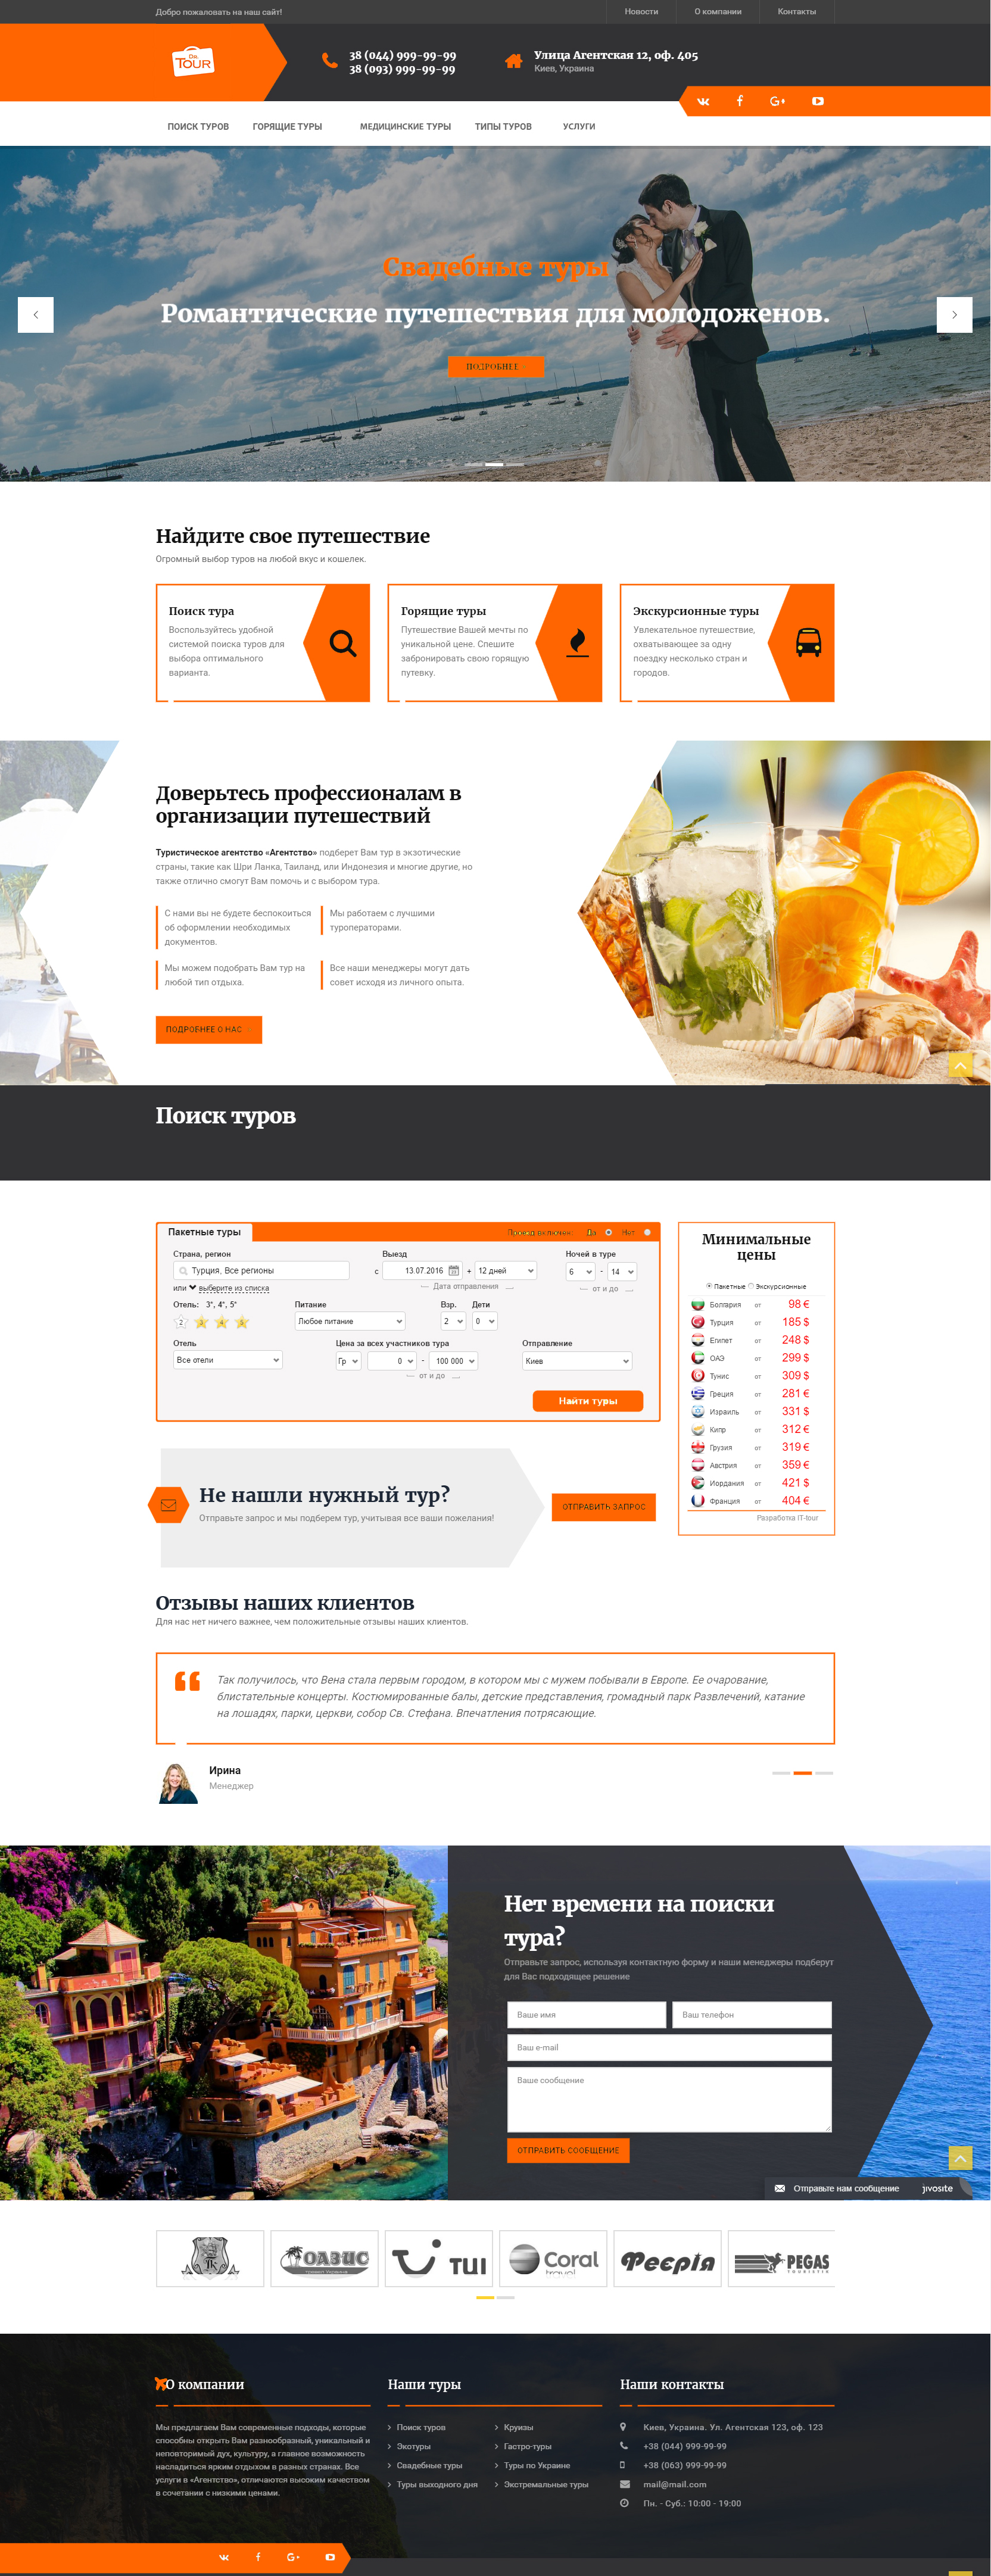 Добро пожаловать на наш сайт!
Новости
О компании
Контакты
De
TOUR
38 (044) 999-99-99
38 (093) 999-99-99
Улица Агентская 12, оф. 405
Киев, Украина
ПОИСК ТУРОВ
ГОРЯЩИЕ ТУРЫ
МЕДИЦИНСКИЕ ТУРЫ
ТИПЫ ТУРОВ
УСЛУГИ
Свадебные туры
Романтические путешествия для молодоженов.
ПОДРОБНЕЕ
Найдите свое путешествие
Огромный выбор туров на любой вкус и кошелек.
Поиск тура
Воспользуйтесь удобной
системой поиска туров для
выбора оптимального
варианта.
Горящие туры
Путешествие Вашей мечты по
уникальной цене. Спешите
забронировать свою горящую
путевку.
Экскурсионные туры
Увлекательное путешествие,
охватывающее за одну
поездку несколько стран и
городов.
Доверьтесь профессионалам в
организации путешествий
Туристическое агентство «Агентство» подберет Вам тур в экзотические
страны, такие как Шри Ланка, Таиланд, или Индонезия и многие другие, но
также отлично смогут Вам помочь и с выбором тура.
С нами вы не будете беспокоиться
об оформлении необходимых
документов.
Мы работаем с лучшими
туроператорами.
Мы можем подобрать Вам тур на
любой тип отдыха.
Все наши менеджеры могут дать
совет исходя из личного опыта.
ПОДРОБНЕЕ О НАС
Поиск туров
Пакетные туры
Проезд включен: Да Нет
Страна, регион
Выезд
Ночей в туре
Турция, Все регионы
с 13.07.2016 + 12 дней
6 - 14
или выберите из списка
Дата отправления
от и до
Отель: 3*, 4*, 5*
Питание
Взр.
Дети
2 3 4 5
Любое питание
2
0
Отель
Цена за всех участников тура
Отправление
Все отели
Гр 0 - 100 000
Киев
от и до
Найти туры
Минимальные
цены
Пакетные Экскурсионные
Болгария от 98 €
Турция от 185 $
Египет от 248 $
ОАЭ от 299 $
Тунис от 309 $
Греция от 281 €
Израиль от 331 $
Кипр от 312 €
Грузия от 319 €
Австрия от 359 €
Иордания от 421 $
Франция от 404 €
Разработка IT-tour
Не нашли нужный тур?
Отправьте запрос и мы подберем тур, учитывая все ваши пожелания!
ОТПРАВИТЬ ЗАПРОС
Отзывы наших клиентов
Для нас нет ничего важнее, чем положительные отзывы наших клиентов.
Так получилось, что Вена стала первым городом, в котором мы с мужем побывали в Европе. Ее очарование,
блистательные концерты. Костюмированные балы, детские представления, громадный парк Развлечений, катание
на лошадях, парки, церкви, собор Св. Стефана. Впечатления потрясающие.
Ирина
Менеджер
Нет времени на поиски
тура?
Отправьте запрос, используя контактную форму и наши менеджеры подберут
для Вас подходящее решение
Ваше имя
Ваш телефон
Ваш e-mail
Ваше сообщение
ОТПРАВИТЬ СООБЩЕНИЕ
Отправьте нам сообщение
jivosite
ОАЗИС
TUI
Coral
travel
Феєрія
PEGAS
TOURISTIK
О компании
Мы предлагаем Вам современные подходы, которые
способны открыть Вам разнообразный, уникальный и
неповторимый дух, культуру, а главное возможность
насладиться ярким отдыхом в разных странах. Все
услуги в «Агентство», отличаются высоким качеством
в сочетании с низкими ценами.
Наши туры
Поиск туров
Круизы
Экотуры
Гастро-туры
Свадебные туры
Туры по Украине
Туры выходного дня
Экстремальные туры
Наши контакты
Киев, Украина. Ул. Агентская 123, оф. 123
+38 (044) 999-99-99
+38 (063) 999-99-99
mail@mail.com
Пн. - Суб.: 10:00 - 19:00